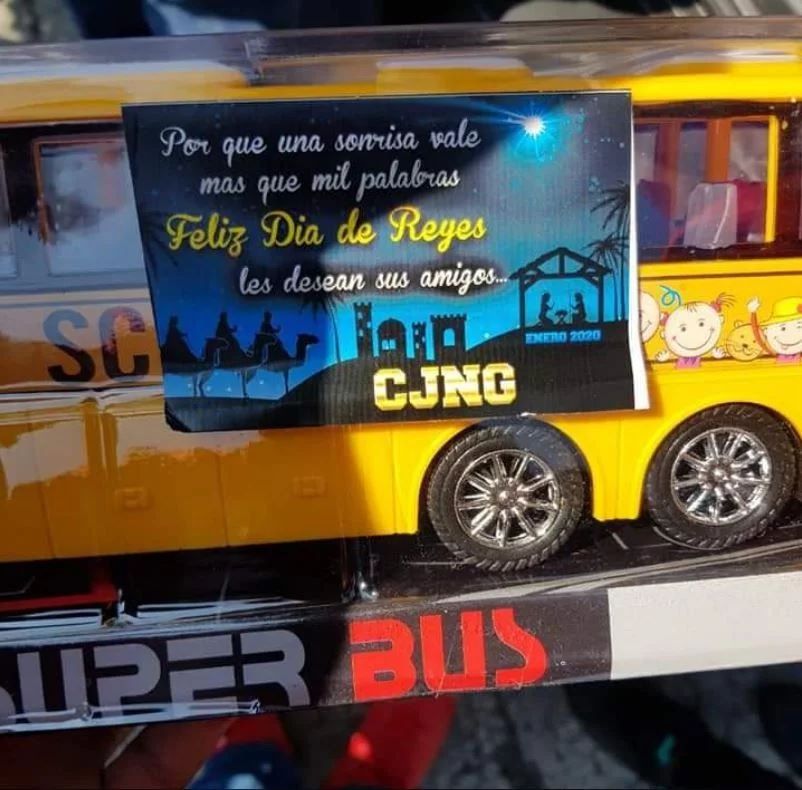 Por que una sonrisa vale
mas que mil palabras
Feliz Dia de Reyes
les desean sus amigos...
ENERO 2020
CJNG
SC
SUPER BUS